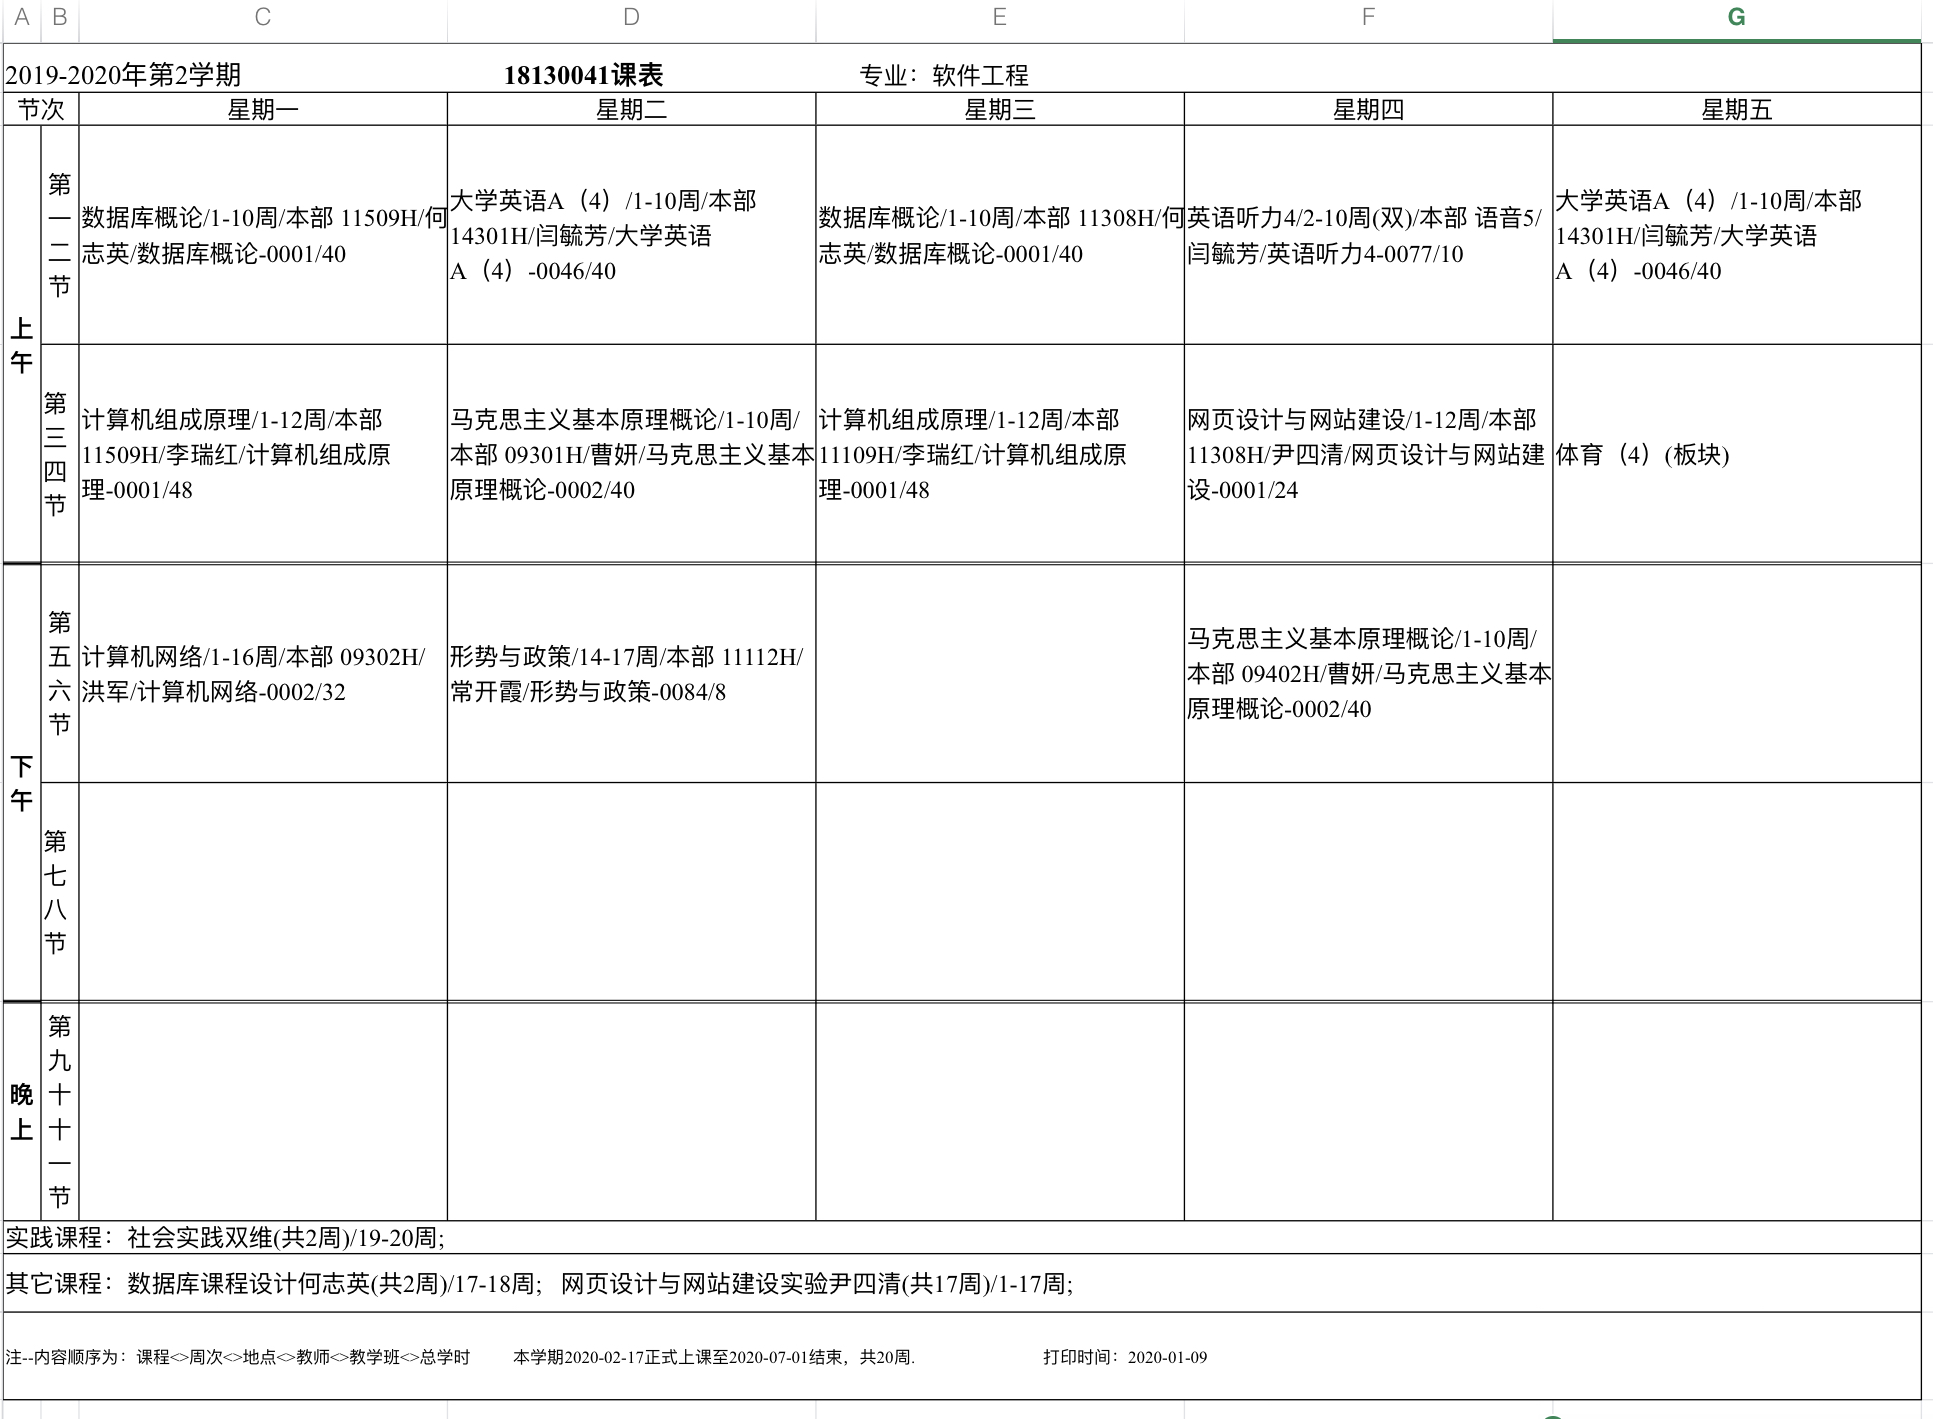 A B C D E F G
2019-2020年第2学期 18130041课表 专业：软件工程
节次 星期一 星期二 星期三 星期四 星期五
上
午
第
一
二
节
数据库概论/1-10周/本部 11509H/何
志英/数据库概论-0001/40
大学英语A（4）/1-10周/本部
14301H/闫毓芳/大学英语
A（4）-0046/40
数据库概论/1-10周/本部 11308H/何
志英/数据库概论-0001/40
英语听力4/2-10周(双)/本部 语音5/
闫毓芳/英语听力4-0077/10
大学英语A（4）/1-10周/本部
14301H/闫毓芳/大学英语
A（4）-0046/40
第
三
四
节
计算机组成原理/1-12周/本部
11509H/李瑞红/计算机组成原
理-0001/48
马克思主义基本原理概论/1-10周/
本部 09301H/曹妍/马克思主义基本
原理概论-0002/40
计算机组成原理/1-12周/本部
11109H/李瑞红/计算机组成原
理-0001/48
网页设计与网站建设/1-12周/本部
11308H/尹四清/网页设计与网站建
设-0001/24
体育（4）(板块)
下
午
第
五
六
节
计算机网络/1-16周/本部 09302H/
洪军/计算机网络-0002/32
形势与政策/14-17周/本部 11112H/
常开霞/形势与政策-0084/8
马克思主义基本原理概论/1-10周/
本部 09402H/曹妍/马克思主义基本
原理概论-0002/40
第
七
八
节
晚
上
第
九
十
十
一
节
实践课程：社会实践双维(共2周)/19-20周;
其它课程：数据库课程设计何志英(共2周)/17-18周; 网页设计与网站建设实验尹四清(共17周)/1-17周;
注--内容顺序为：课程<>周次<>地点<>教师<>教学班<>总学时 本学期2020-02-17正式上课至2020-07-01结束，共20周. 打印时间：2020-01-09